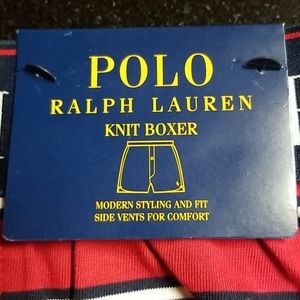 POLO
RALPH LAUREN
KNIT BOXER
MODERN STYLING AND FIT
SIDE VENTS FOR COMFORT